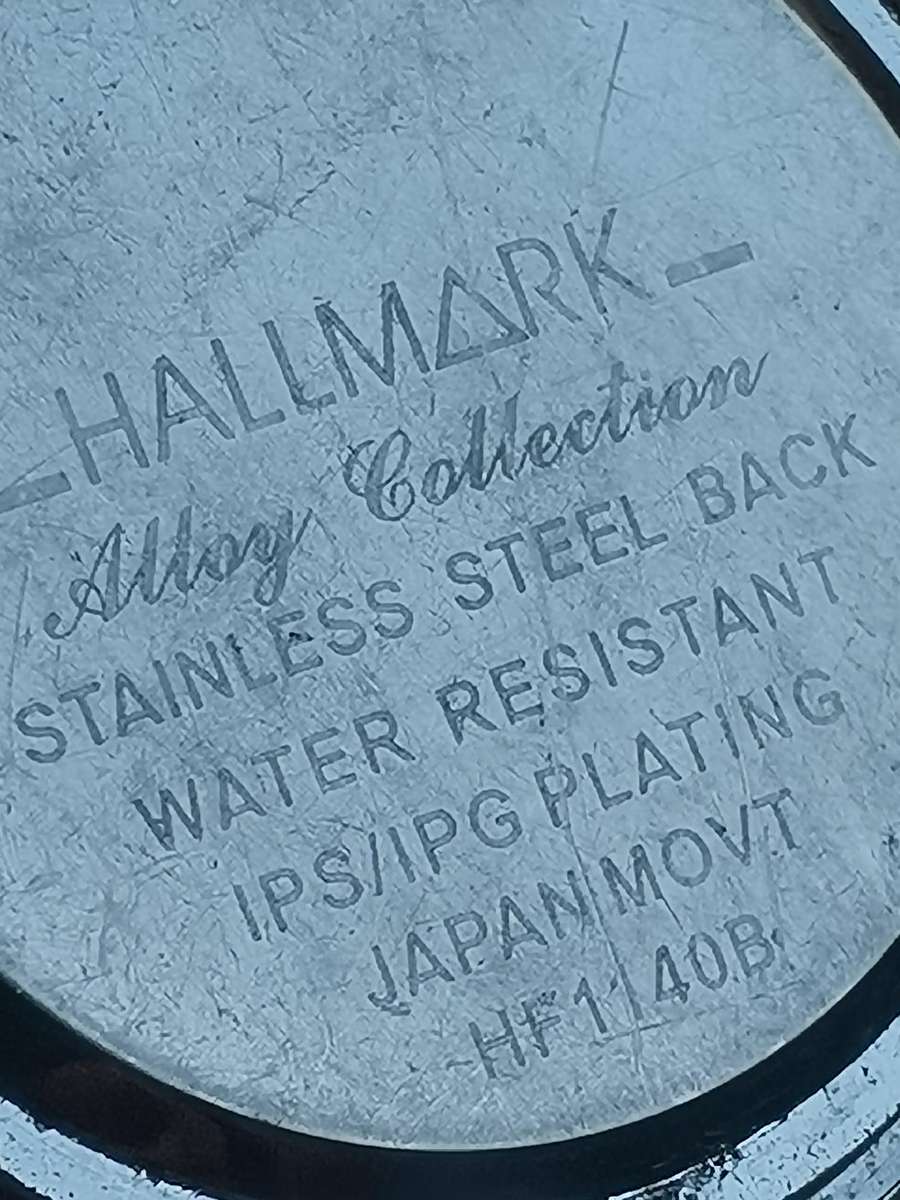 HALLMARK
Alloy Collection
STAINLESS STEEL BACK
WATER RESISTANT
IPS/IPG PLATING
JAPAN MOVT
HF1140B